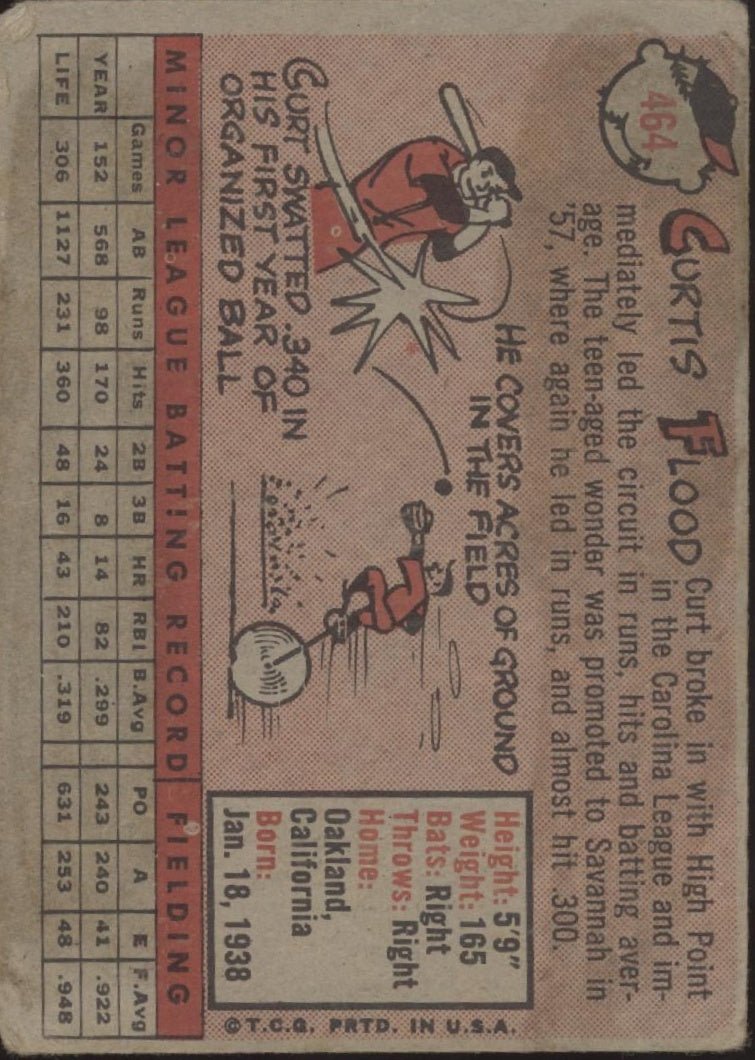 464
CURTIS FLOOD
Curt broke in with High Point
in the Carolina League and im-
mediately led the circuit in runs, hits and batting aver-
age. The teen-aged wonder was promoted to Savannah in
'57, where again he led in runs, and almost hit .300.
HE COVERS ACRES OF GROUND
IN THE FIELD
CURT SWATTED .340 IN
HIS FIRST YEAR OF
ORGANIZED BALL
Height: 5'9"
Weight: 165
Bats: Right
Throws: Right
Home:
Oakland,
California
Born:
Jan. 18, 1938
©T.C.G. PRTD. IN U.S.A.
MINOR LEAGUE BATTING RECORD FIELDING
Games AB Runs Hits 2B 3B HR RBI B.Avg PO A E F.Avg
YEAR 152 568 98 170 24 8 14 82 .299 243 240 41 .922
LIFE 306 1127 231 360 48 16 43 210 .319 631 253 48 .948